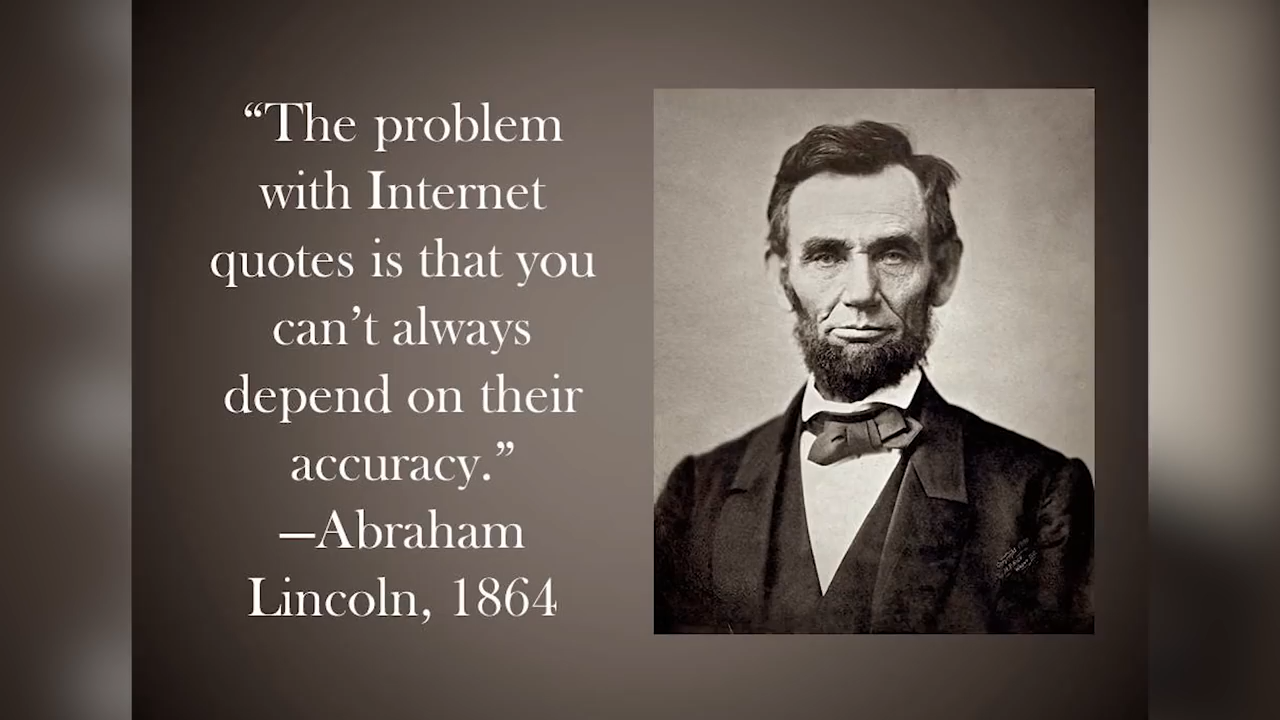 “The problem
with Internet
quotes is that you
can’t always
depend on their
accuracy.”
—Abraham
Lincoln, 1864